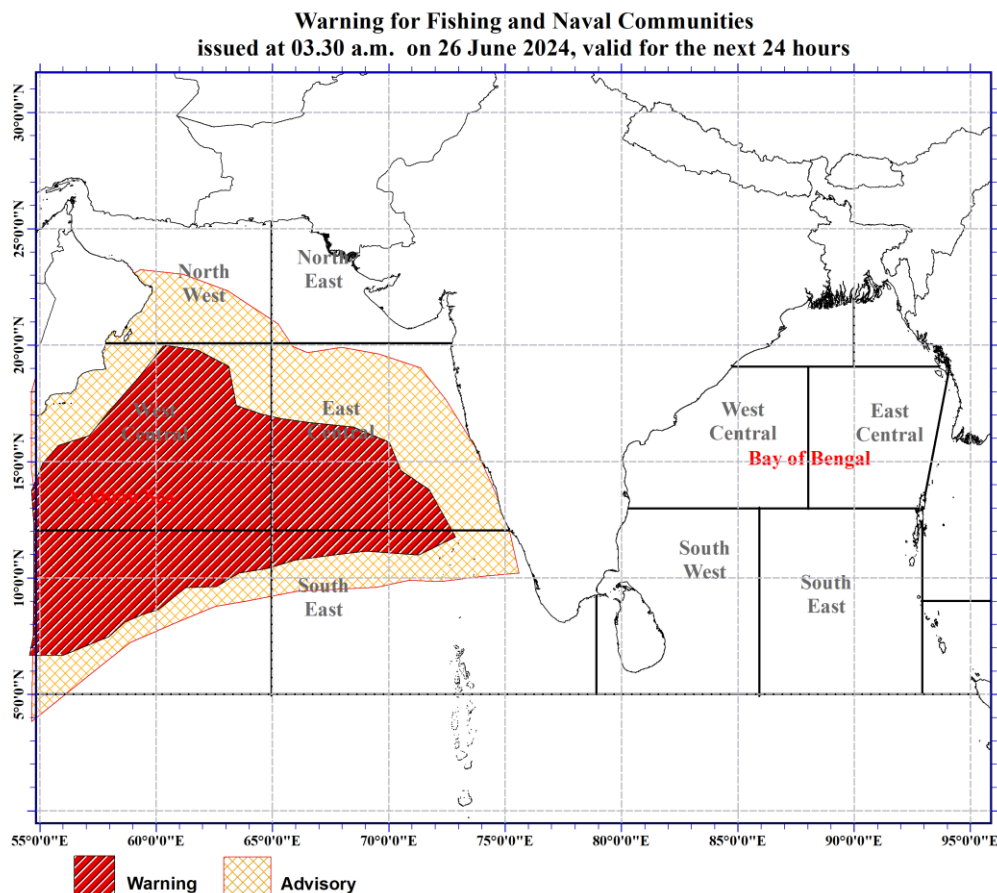 Warning for Fishing and Naval Communities
issued at 03.30 a.m. on 26 June 2024, valid for the next 24 hours
30°0'0"N
25°0'0"N
20°0'0"N
15°0'0"N
10°0'0"N
5°0'0"N
North
West
North
East
West
Central
East
Central
South
East
West
Central
East
Central
Bay of Bengal
South
West
South
East
55°0'0"E
60°0'0"E
65°0'0"E
70°0'0"E
75°0'0"E
80°0'0"E
85°0'0"E
90°0'0"E
95°0'0"E
Warning
Advisory